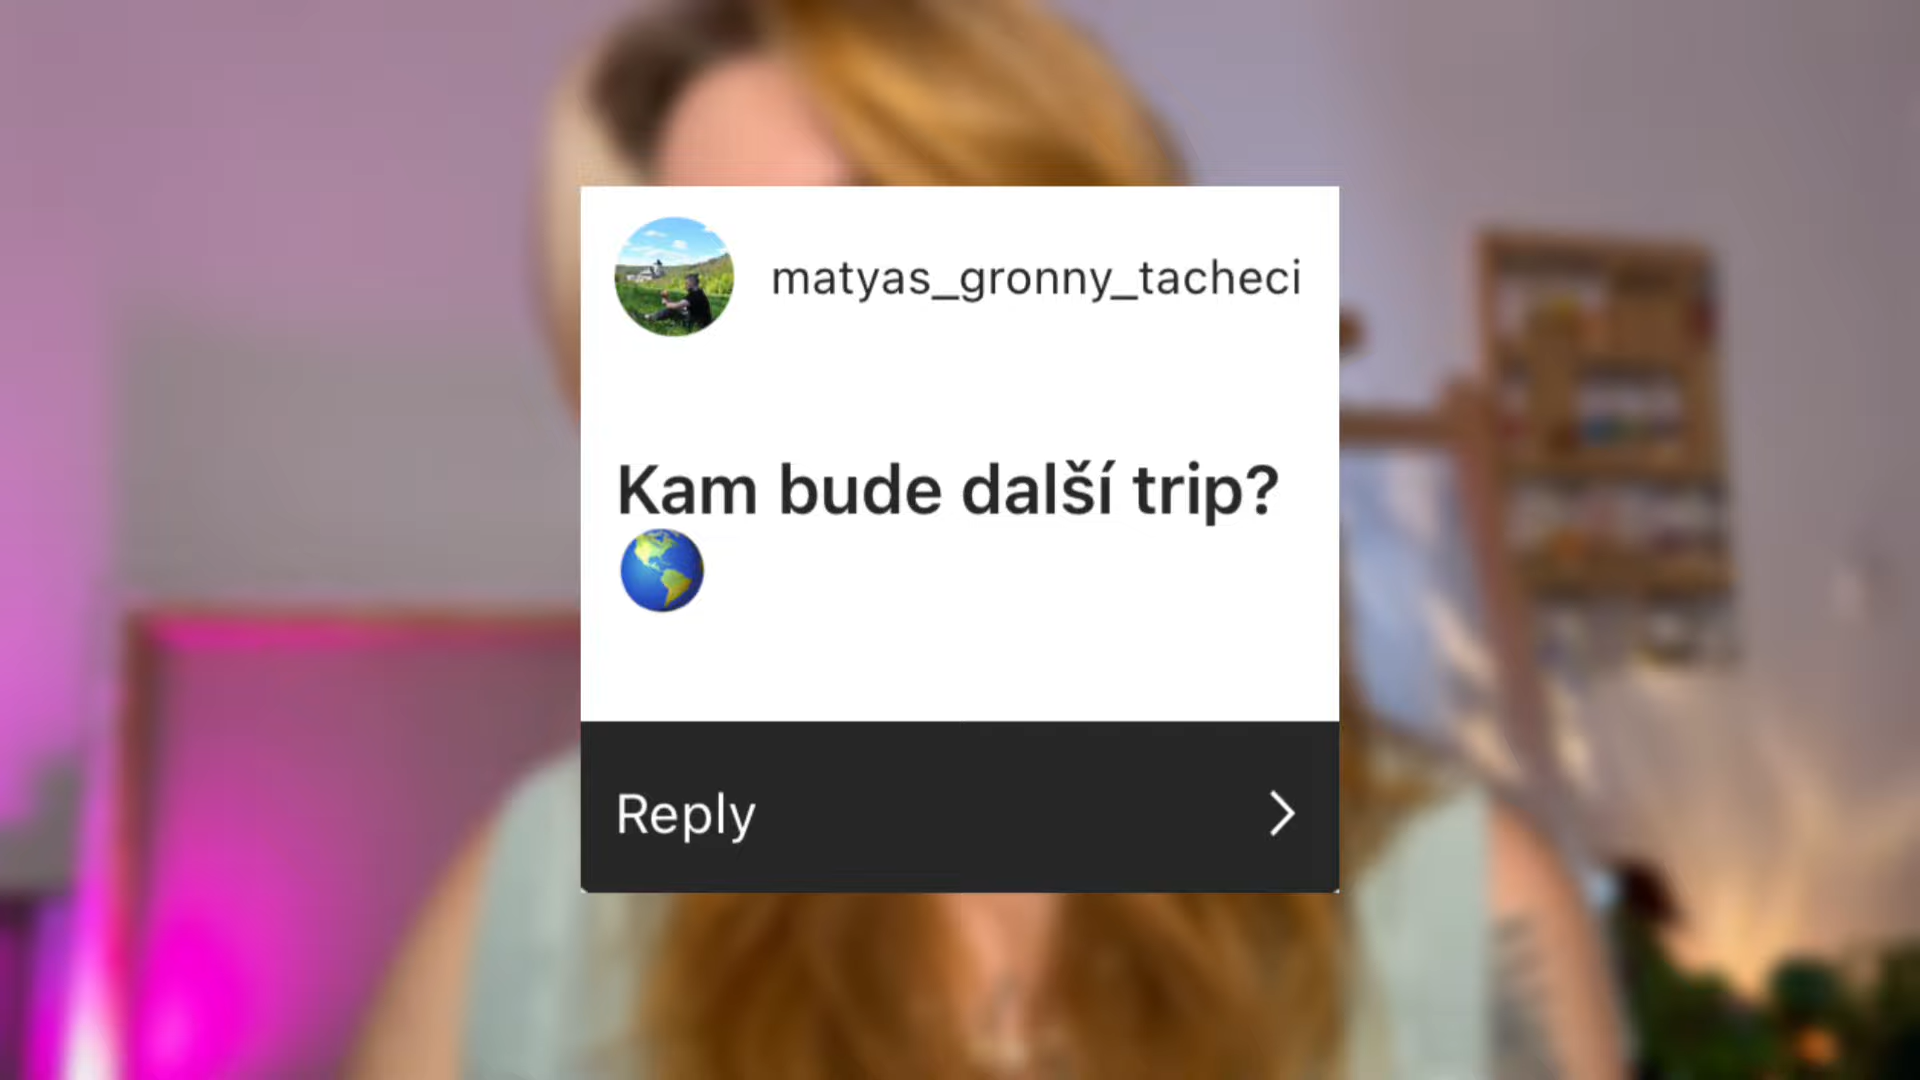 matyas_gronny_tacheci
Kam bude další trip?
🌎
Reply